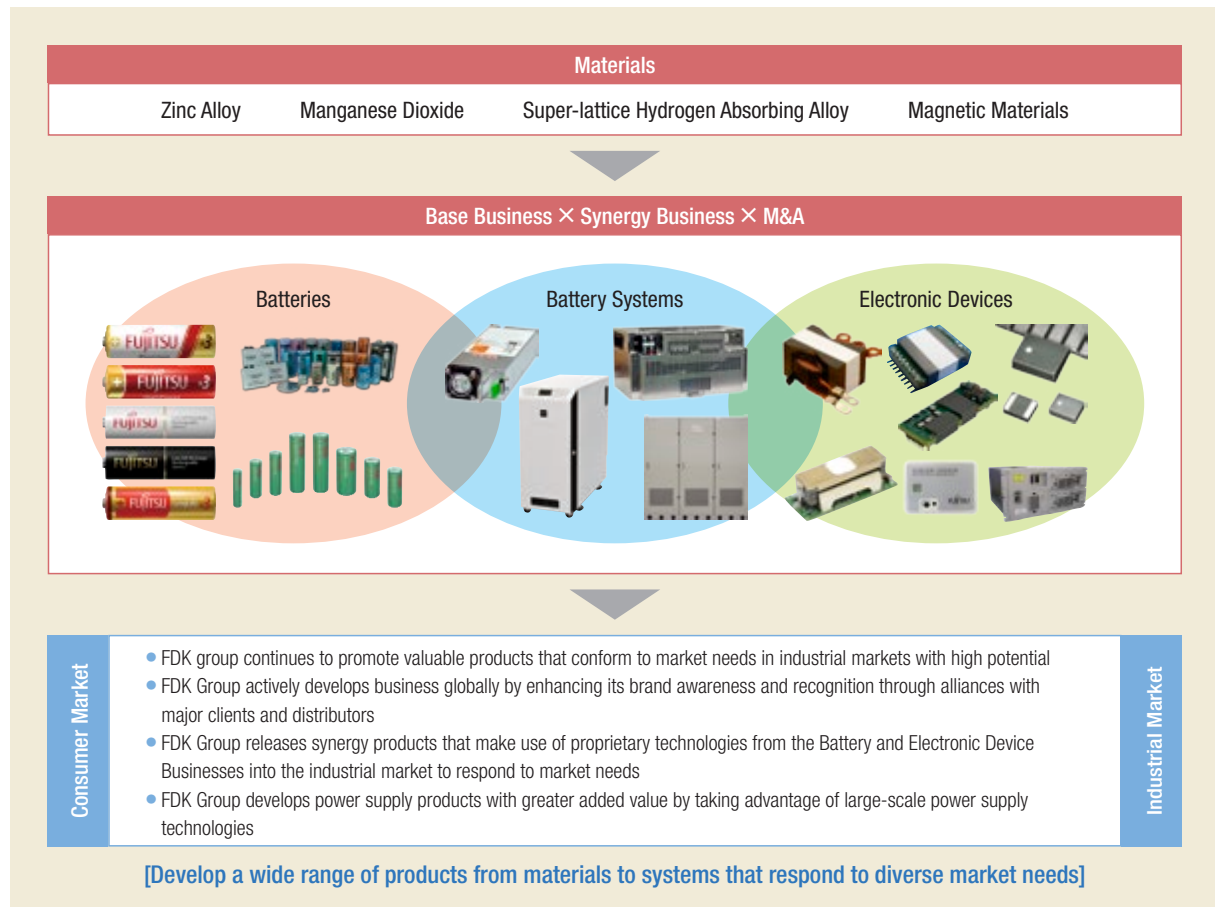 Materials
Zinc Alloy Manganese Dioxide Super-lattice Hydrogen Absorbing Alloy Magnetic Materials
Base Business × Synergy Business × M&A
Batteries Battery Systems Electronic Devices
FUJITSU
FUJITSU
FUJITSU
FUJITSU
FUJITSU
FUJITSU
Consumer Market
• FDK group continues to promote valuable products that conform to market needs in industrial markets with high potential
• FDK Group actively develops business globally by enhancing its brand awareness and recognition through alliances with
major clients and distributors
• FDK Group releases synergy products that make use of proprietary technologies from the Battery and Electronic Device
Businesses into the industrial market to respond to market needs
• FDK Group develops power supply products with greater added value by taking advantage of large-scale power supply
technologies
Industrial Market
[Develop a wide range of products from materials to systems that respond to diverse market needs]